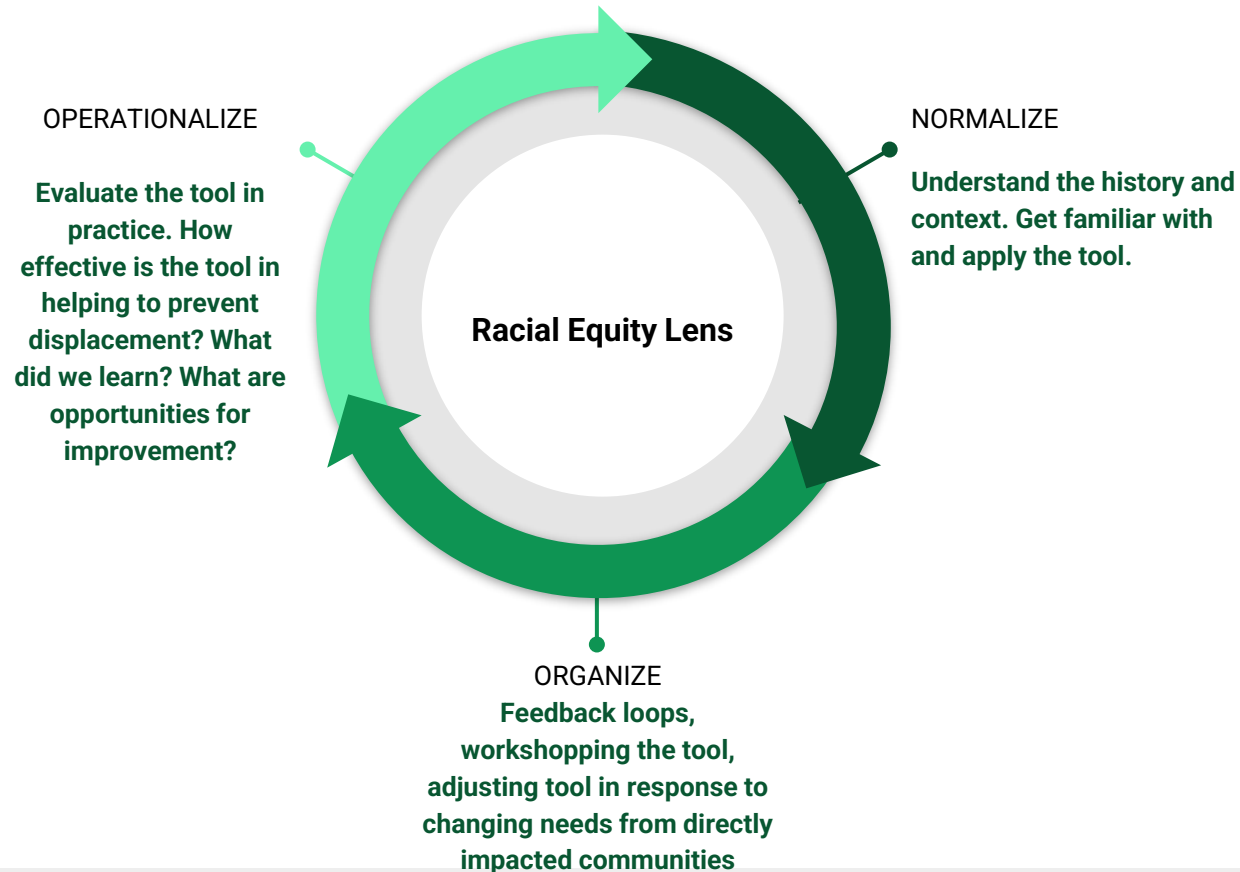 OPERATIONALIZE
Evaluate the tool in
practice. How
effective is the tool in
helping to prevent
displacement? What
did we learn? What are
opportunities for
improvement?
NORMALIZE
Understand the history and
context. Get familiar with
and apply the tool.
Racial Equity Lens
ORGANIZE
Feedback loops,
workshopping the tool,
adjusting tool in response to
changing needs from directly
impacted communities